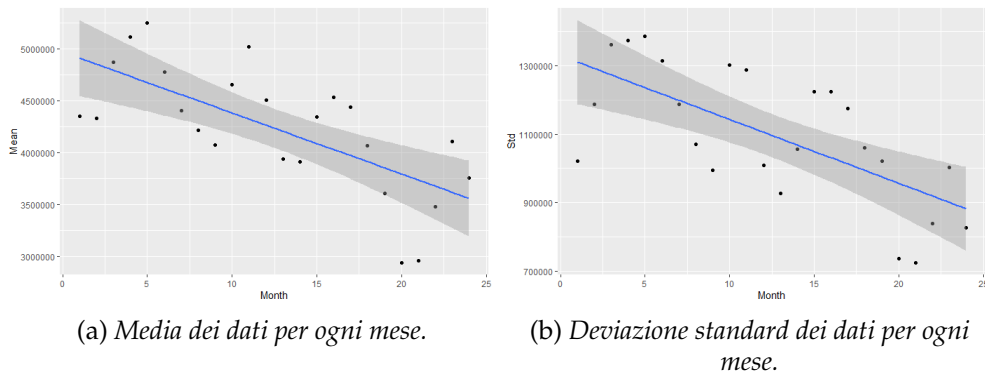 5000000
4500000
4000000
3500000
3000000
Mean
0 5 10 15 20 25
Month
(a) Media dei dati per ogni mese.
1300000
1100000
900000
700000
Std
0 5 10 15 20 25
Month
(b) Deviazione standard dei dati per ogni
mese.